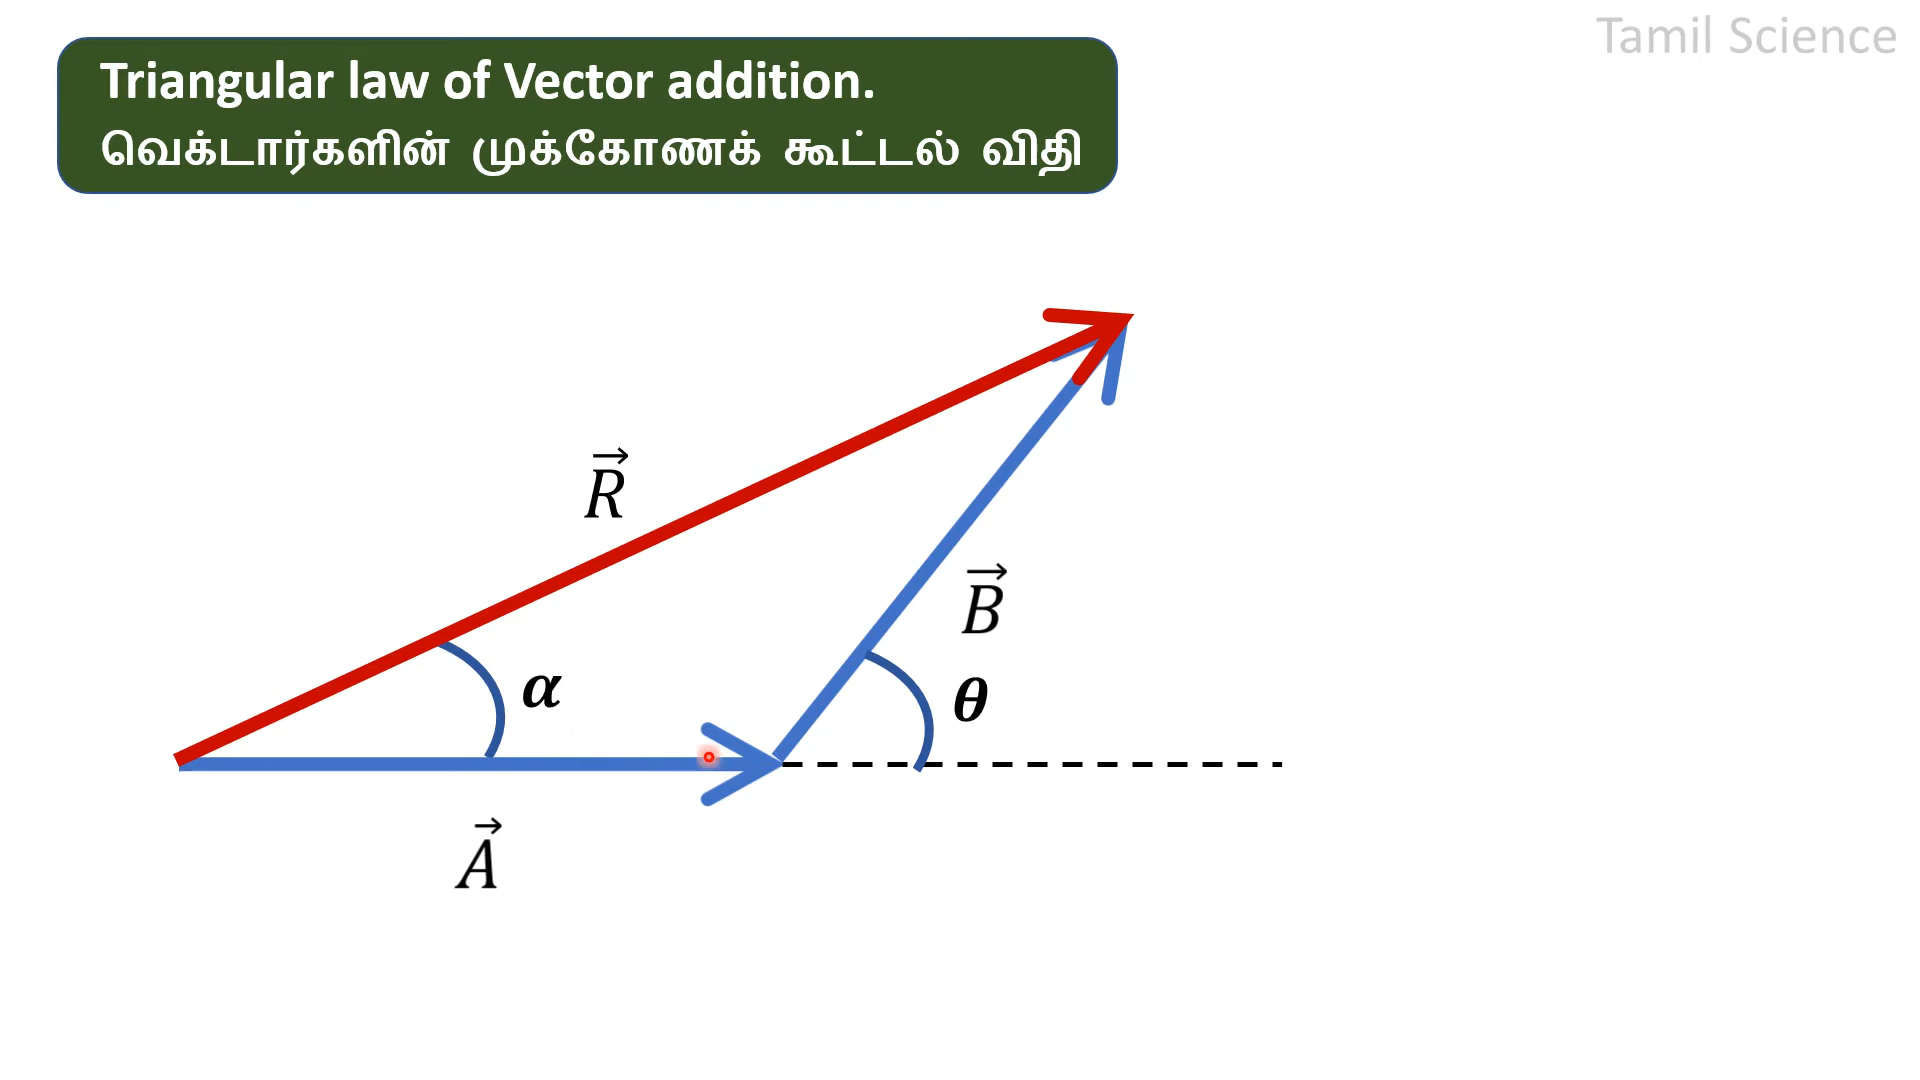 Tamil Science
Triangular law of Vector addition.
வெக்டார்களின் முக்கோணக் கூட்டல் விதி
R⃗
B⃗
α
θ
A⃗